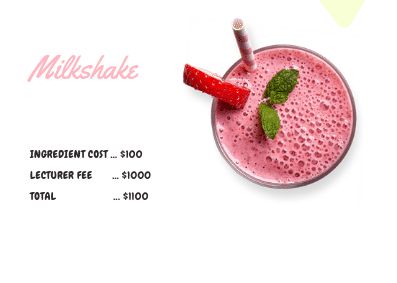 Milkshake
INGREDIENT COST ... $100
LECTURER FEE ... $1000
TOTAL ... $1100